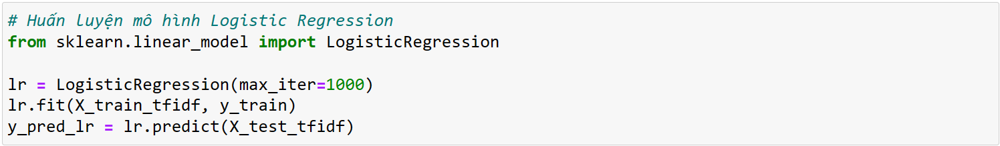 # Huấn luyện mô hình Logistic Regression
from sklearn.linear_model import LogisticRegression
lr = LogisticRegression(max_iter=1000)
lr.fit(X_train_tfidf, y_train)
y_pred_lr = lr.predict(X_test_tfidf)